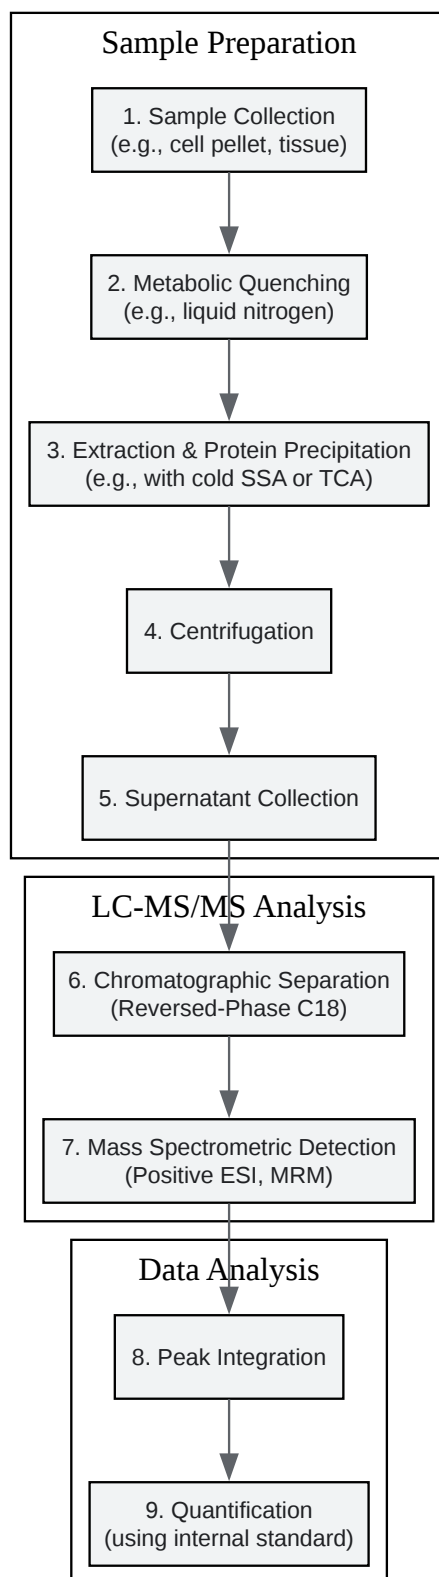 Sample Preparation
1. Sample Collection
(e.g., cell pellet, tissue)
2. Metabolic Quenching
(e.g., liquid nitrogen)
3. Extraction & Protein Precipitation
(e.g., with cold SSA or TCA)
4. Centrifugation
5. Supernatant Collection
LC-MS/MS Analysis
6. Chromatographic Separation
(Reversed-Phase C18)
7. Mass Spectrometric Detection
(Positive ESI, MRM)
Data Analysis
8. Peak Integration
9. Quantification
(using internal standard)